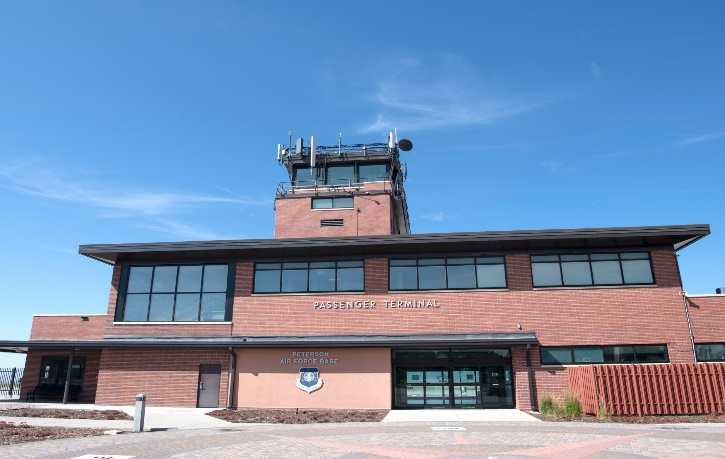 PASSENGER TERMINAL
PETERSON
AIR FORCE BASE